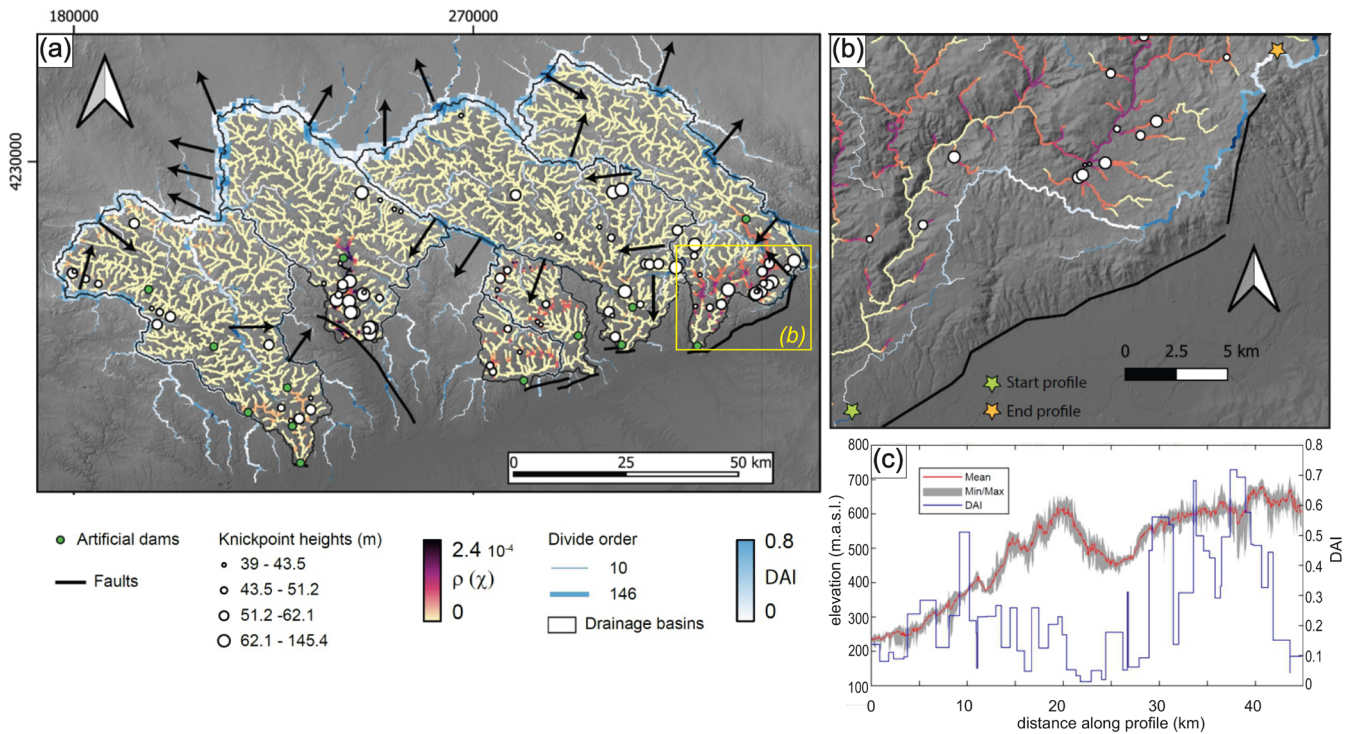 180000
270000
4230000
(a)
(b)
0
25
50 km
(b)
0
2.5
5 km
Start profile
End profile
Artificial dams
Faults
Knickpoint heights (m)
39 - 43.5
43.5 - 51.2
51.2 -62.1
62.1 - 145.4
2.4 10-4
ρ (χ)
0
Divide order
10
146
Drainage basins
0.8
DAI
0
(c)
Mean
Min/Max
DAI
elevation (m.a.s.l.)
800
700
600
500
400
300
200
100
0.8
0.7
0.6
0.5
0.4
0.3
0.2
0.1
0
DAI
0
10
20
30
40
distance along profile (km)